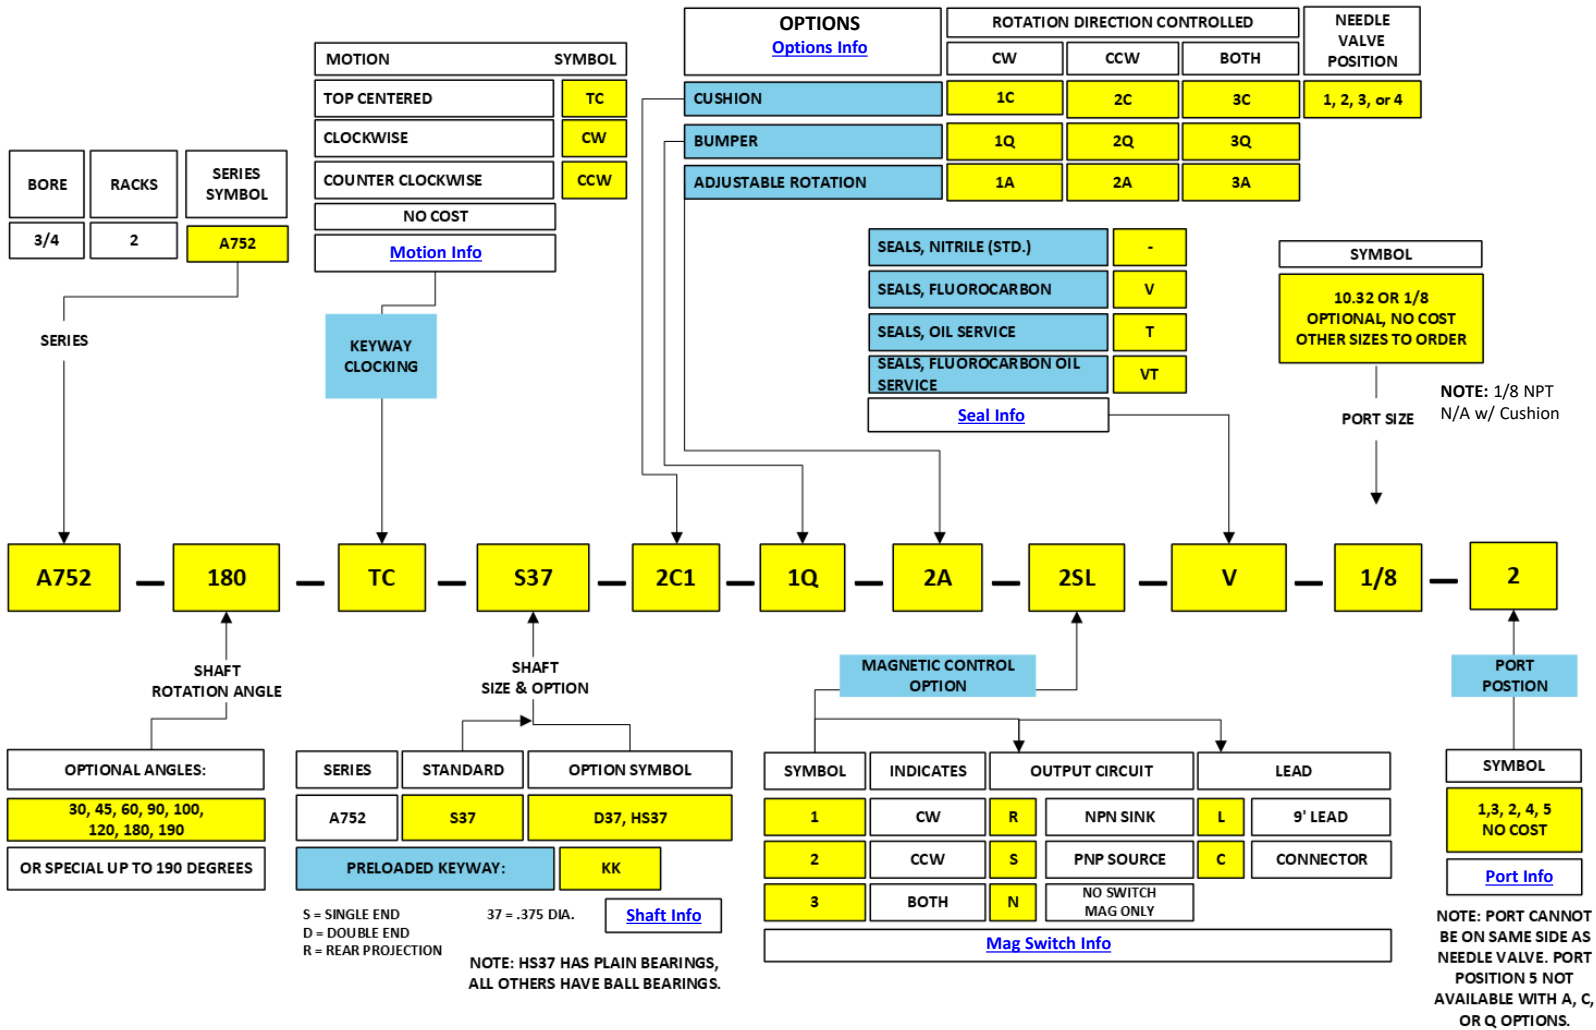 OPTIONS
Options Info
ROTATION DIRECTION CONTROLLED
CW
CCW
BOTH
NEEDLE
VALVE
POSITION
CUSHION
1C
2C
3C
1, 2, 3, or 4
BUMPER
1Q
2Q
3Q
ADJUSTABLE ROTATION
1A
2A
3A
MOTION
SYMBOL
TOP CENTERED
TC
CLOCKWISE
CW
COUNTER CLOCKWISE
CCW
NO COST
Motion Info
BORE
RACKS
SERIES
SYMBOL
3/4
2
A752
SERIES
KEYWAY
CLOCKING
SEALS, NITRILE (STD.)
-
SEALS, FLUOROCARBON
V
SEALS, OIL SERVICE
T
SEALS, FLUOROCARBON OIL
SERVICE
VT
Seal Info
SYMBOL
10.32 OR 1/8
OPTIONAL, NO COST
OTHER SIZES TO ORDER
PORT SIZE
NOTE: 1/8 NPT
N/A w/ Cushion
A752 — 180 — TC — S37 — 2C1 — 1Q — 2A — 2SL — V — 1/8 — 2
SHAFT
ROTATION ANGLE
SHAFT
SIZE & OPTION
MAGNETIC CONTROL
OPTION
PORT
POSTION
OPTIONAL ANGLES:
30, 45, 60, 90, 100,
120, 180, 190
OR SPECIAL UP TO 190 DEGREES
SERIES
STANDARD
OPTION SYMBOL
A752
S37
D37, HS37
PRELOADED KEYWAY:
KK
S = SINGLE END
D = DOUBLE END
R = REAR PROJECTION
37 = .375 DIA.
Shaft Info
NOTE: HS37 HAS PLAIN BEARINGS,
ALL OTHERS HAVE BALL BEARINGS.
SYMBOL
INDICATES
OUTPUT CIRCUIT
LEAD
1
CW
R
NPN SINK
L
9' LEAD
2
CCW
S
PNP SOURCE
C
CONNECTOR
3
BOTH
N
NO SWITCH
MAG ONLY
Mag Switch Info
SYMBOL
1,3, 2, 4, 5
NO COST
Port Info
NOTE: PORT CANNOT
BE ON SAME SIDE AS
NEEDLE VALVE. PORT
POSITION 5 NOT
AVAILABLE WITH A, C,
OR Q OPTIONS.